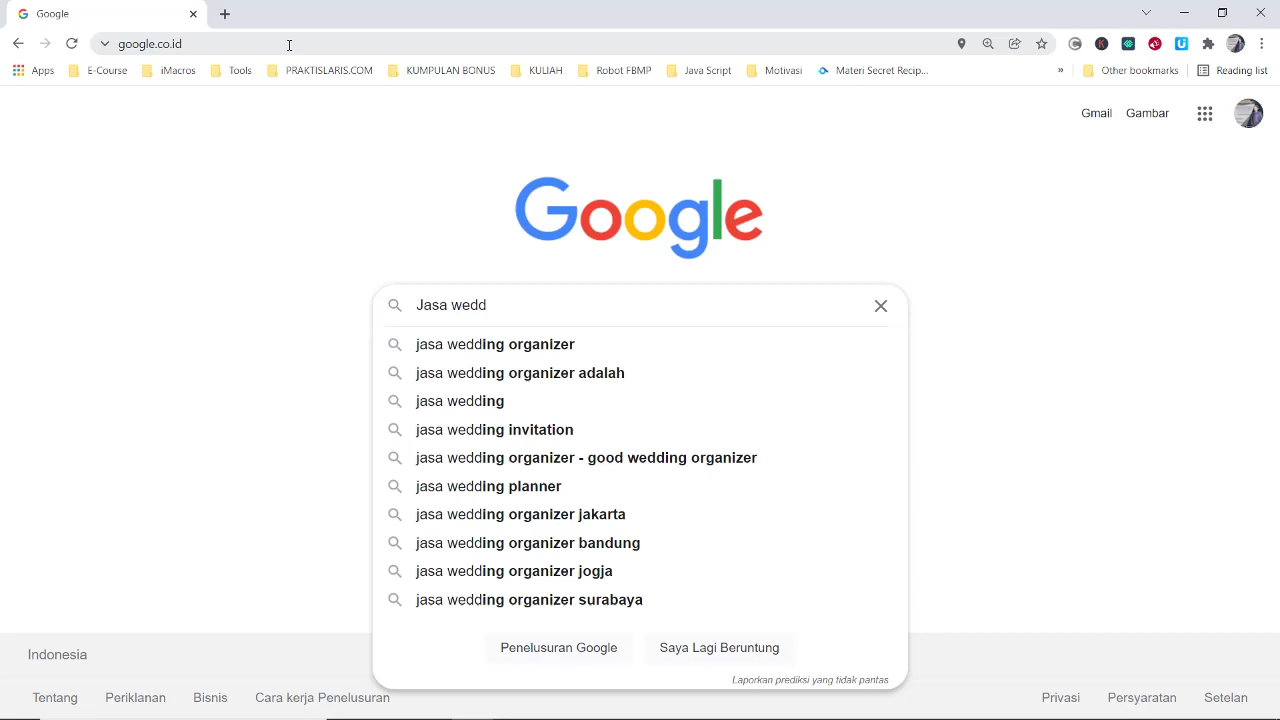 Google
google.co.id
Apps E-Course iMacros Tools PRAKTISLARIS.COM KUMPULAN BONUS KULIAH Robot FBMP Java Script Motivasi Materi Secret Recip... » Other bookmarks Reading list
Gmail Gambar
Google
Jasa wedd
jasa wedding organizer
jasa wedding organizer adalah
jasa wedding
jasa wedding invitation
jasa wedding organizer - good wedding organizer
jasa wedding planner
jasa wedding organizer jakarta
jasa wedding organizer bandung
jasa wedding organizer jogja
jasa wedding organizer surabaya
Penelusuran Google Saya Lagi Beruntung
Laporkan prediksi yang tidak pantas
Indonesia
Tentang Periklanan Bisnis Cara kerja Penelusuran Privasi Persyaratan Setelan